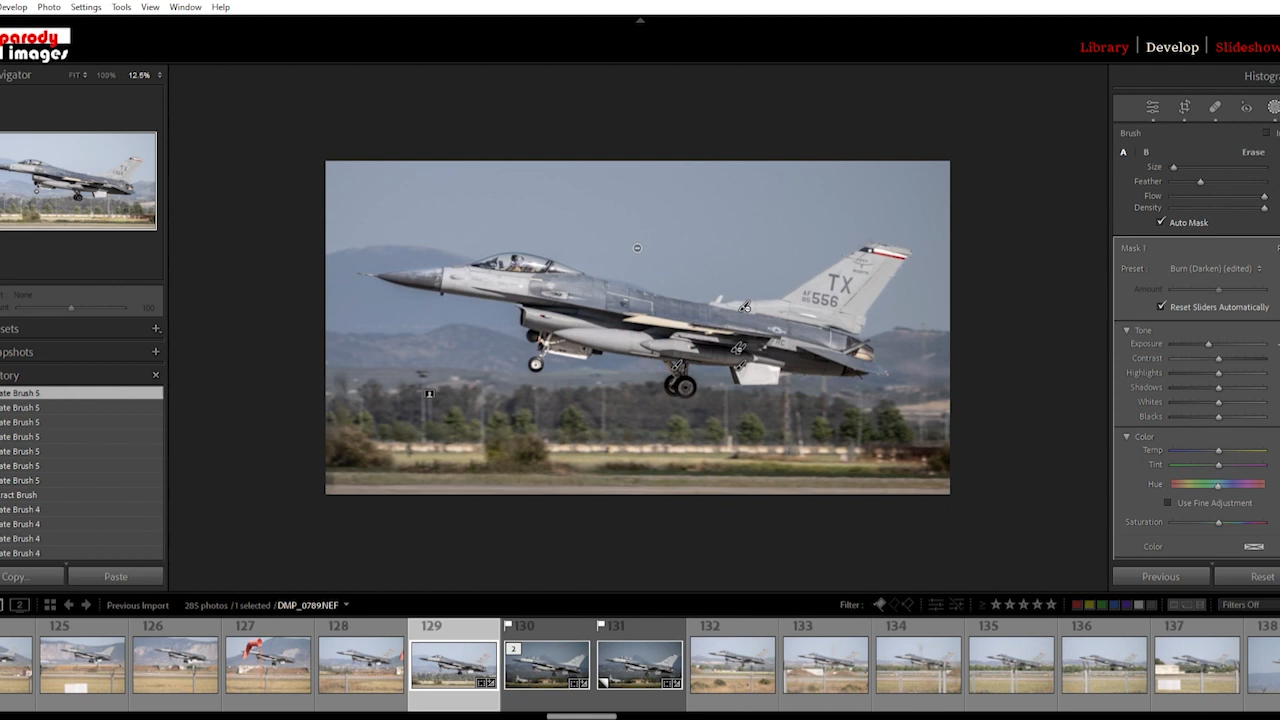 Develop Photo Settings Tools View Window Help
parody
images
Library | Develop | Slideshow
vigator FIT 100% 12.5%
Histogra
Brush
A B Erase
Size
Feather
Flow
Density
Auto Mask
Mask 1
Preset : Burn (Darken) (edited)
Amount
Reset Sliders Automatically
Tone
Exposure
Contrast
Highlights
Shadows
Whites
Blacks
Color
Temp
Tint
Hue
Use Fine Adjustment
Saturation
Color
Previous Reset
TX
AF
85 556
: None
nt 100
sets +
apshots +
tory ×
ate Brush 5
ate Brush 5
ate Brush 5
ate Brush 5
ate Brush 5
ate Brush 5
ate Brush 5
ract Brush
ate Brush 4
ate Brush 4
ate Brush 4
ate Brush 4
Copy... Paste
2 Previous Import 285 photos / 1 selected / DMP_0789.NEF Filter : Filters Off
125 126 127 128 129 130 131 132 133 134 135 136 137 138
2